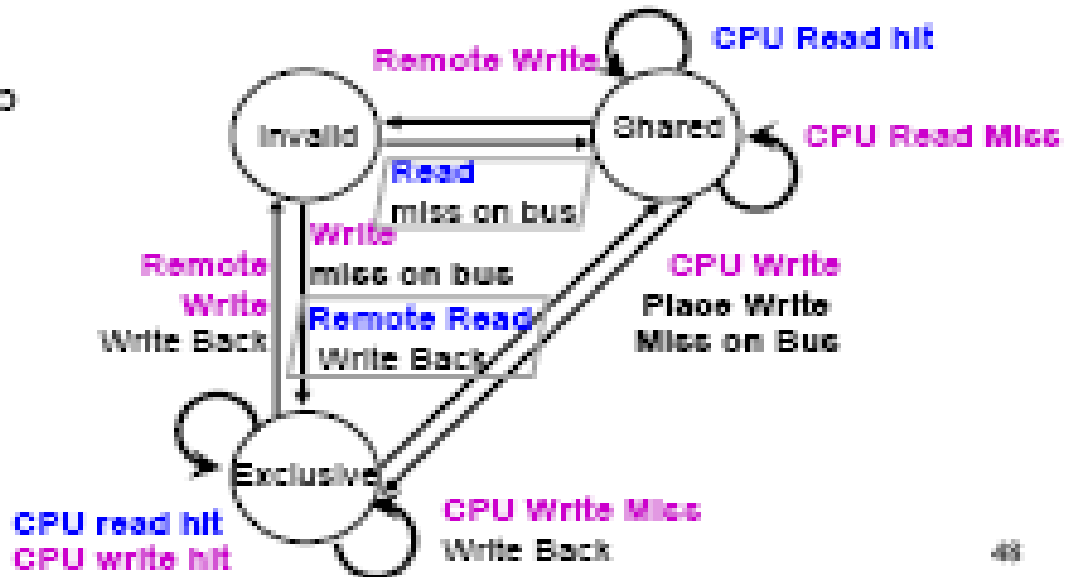 CPU Read hit
Remote Write
Invalid
Shared
CPU Read Miss
Read
miss on bus
Write
miss on bus
Remote
Write
Write Back
Remote Read
Write Back
CPU Write
Place Write
Miss on Bus
Exclusive
CPU read hit
CPU write hit
CPU Write Miss
Write Back